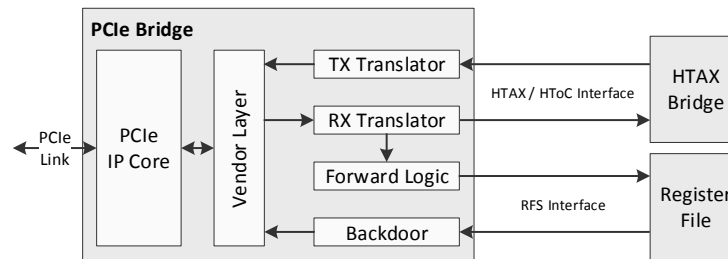 PCIe Bridge
PCIe
Link
PCIe
IP Core
Vendor Layer
TX Translator
RX Translator
Forward Logic
Backdoor
HTAX / HToC Interface
RFS Interface
HTAX
Bridge
Register
File